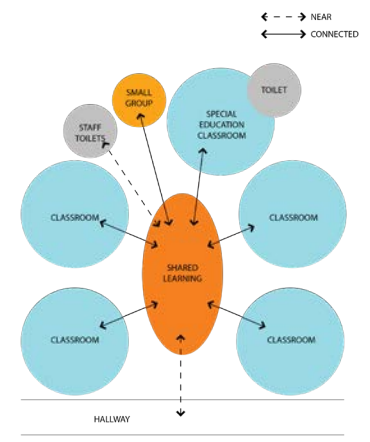 NEAR
CONNECTED
SMALL
GROUP
TOILET
STAFF
TOILETS
SPECIAL
EDUCATION
CLASSROOM
CLASSROOM
CLASSROOM
SHARED
LEARNING
CLASSROOM
CLASSROOM
HALLWAY